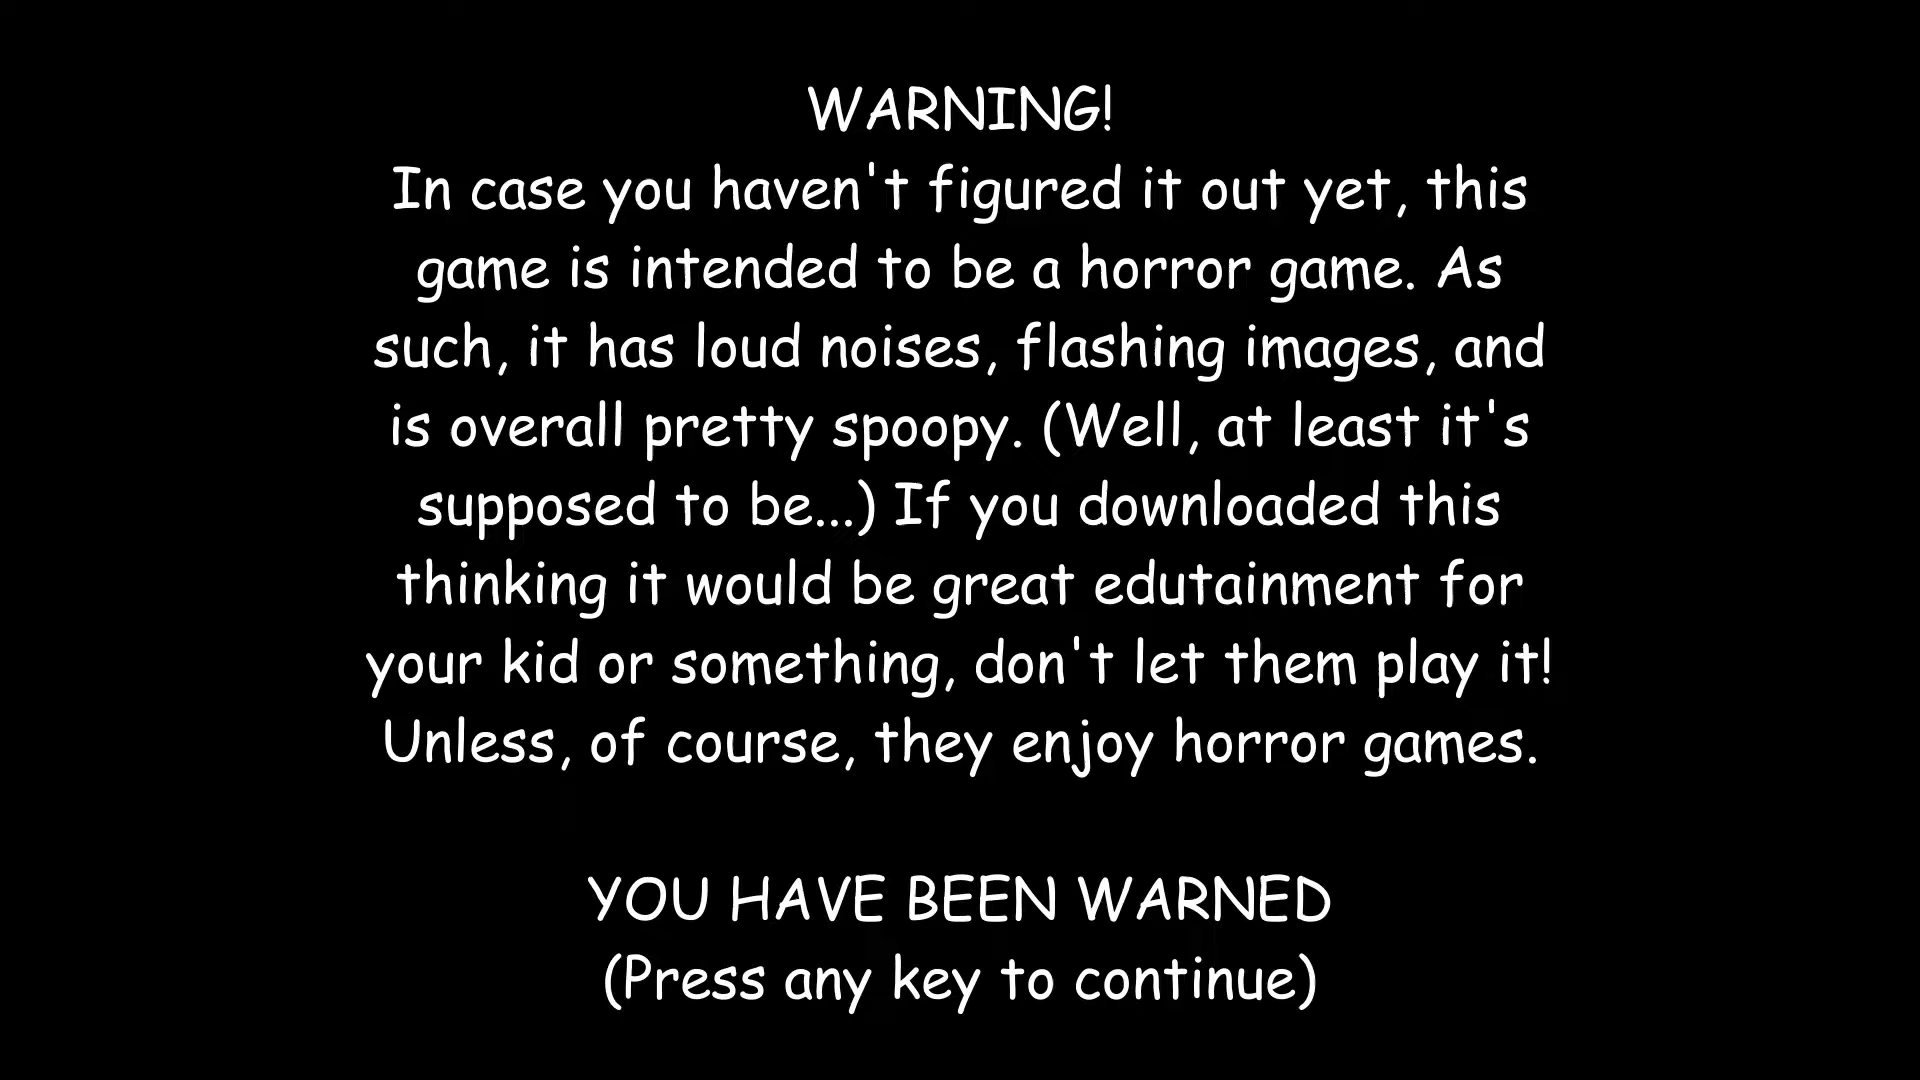 WARNING!
In case you haven't figured it out yet, this
game is intended to be a horror game. As
such, it has loud noises, flashing images, and
is overall pretty spoopy. (Well, at least it's
supposed to be...) If you downloaded this
thinking it would be great edutainment for
your kid or something, don't let them play it!
Unless, of course, they enjoy horror games.
YOU HAVE BEEN WARNED
(Press any key to continue)